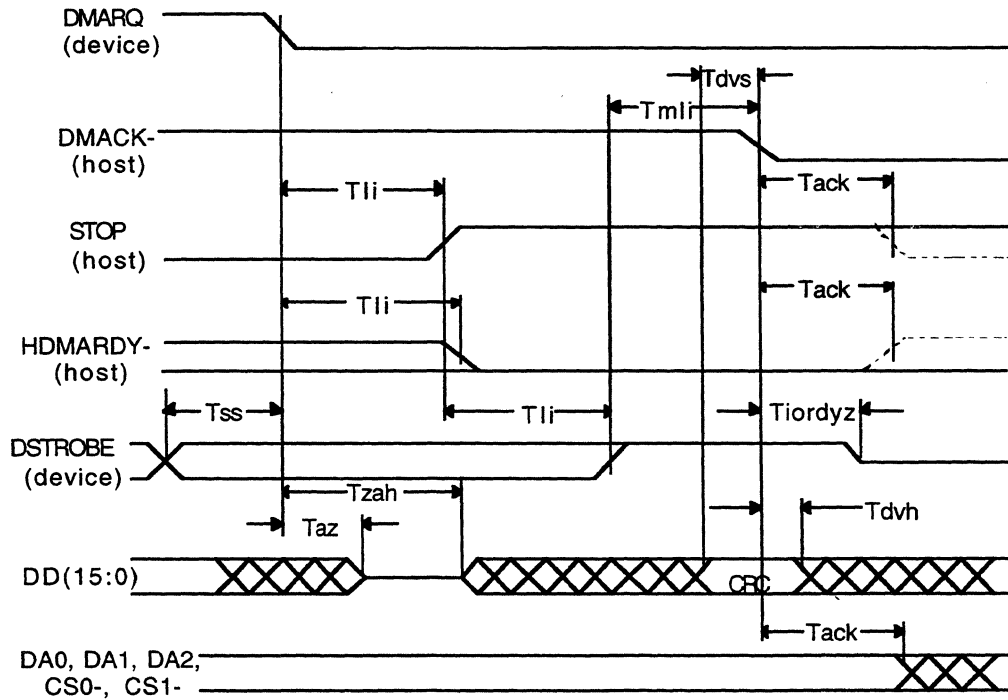 DMARQ
(device)
Tdvs
Tmli
DMACK-
(host)
Tli
Tack
STOP
(host)
Tli
Tack
HDMARDY-
(host)
Tss
Tli
Tiordyz
DSTROBE
(device)
Tzah
Taz
Tdvh
DD(15:0)
CRC
Tack
DA0, DA1, DA2,
CS0-, CS1-